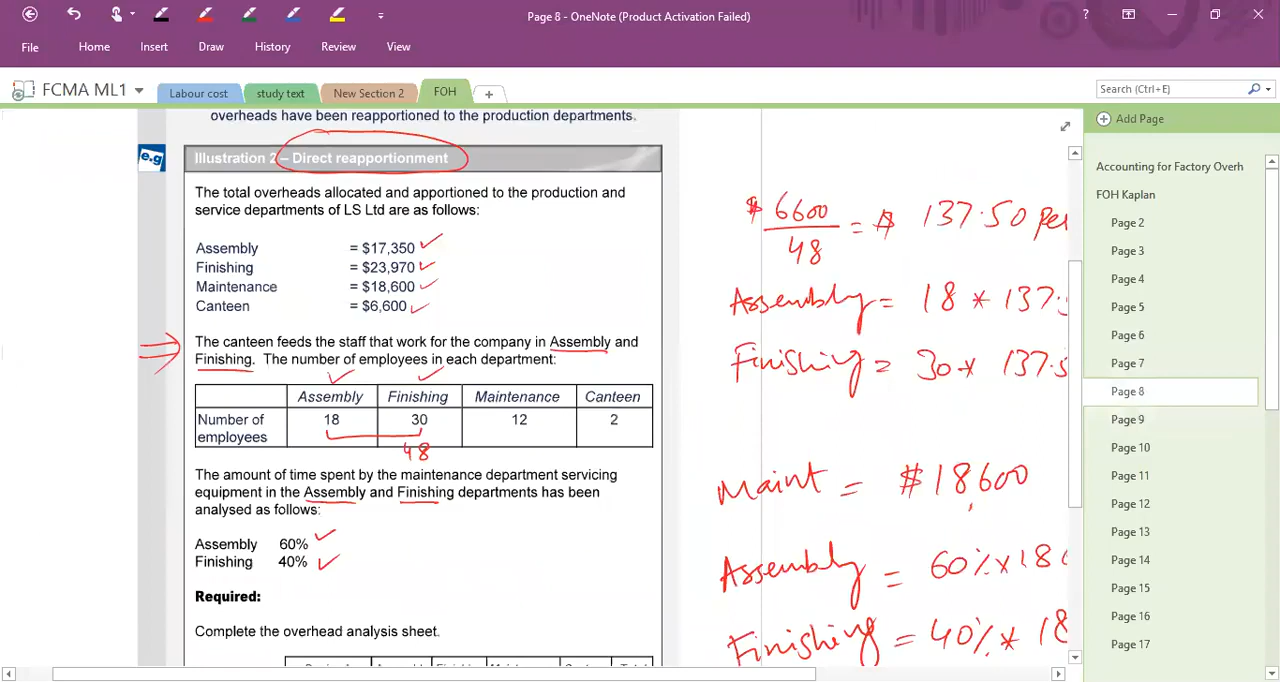 Page 8 - OneNote (Product Activation Failed)
?
File
Home
Insert
Draw
History
Review
View
FCMA ML1
Labour cost
study text
New Section 2
FOH
Search (Ctrl+E)
Add Page
overheads have been reapportioned to the production departments.
e.g
Illustration 2 – Direct reapportionment
The total overheads allocated and apportioned to the production and
service departments of LS Ltd are as follows:
Assembly = $17,350
Finishing = $23,970
Maintenance = $18,600
Canteen = $6,600
The canteen feeds the staff that work for the company in Assembly and
Finishing. The number of employees in each department:
Assembly Finishing Maintenance Canteen
Number of employees 18 30 12 2
48
The amount of time spent by the maintenance department servicing
equipment in the Assembly and Finishing departments has been
analysed as follows:
Assembly 60%
Finishing 40%
Required:
Complete the overhead analysis sheet.
$ 6600
48
= $ 137.50 per
Assembly = 18 * 137.5
Finishing = 30 * 137.5
Maint = $18,600
Assembly = 60% x 186
Finishing = 40% * 18
Accounting for Factory Overh
FOH Kaplan
Page 2
Page 3
Page 4
Page 5
Page 6
Page 7
Page 8
Page 9
Page 10
Page 11
Page 12
Page 13
Page 14
Page 15
Page 16
Page 17